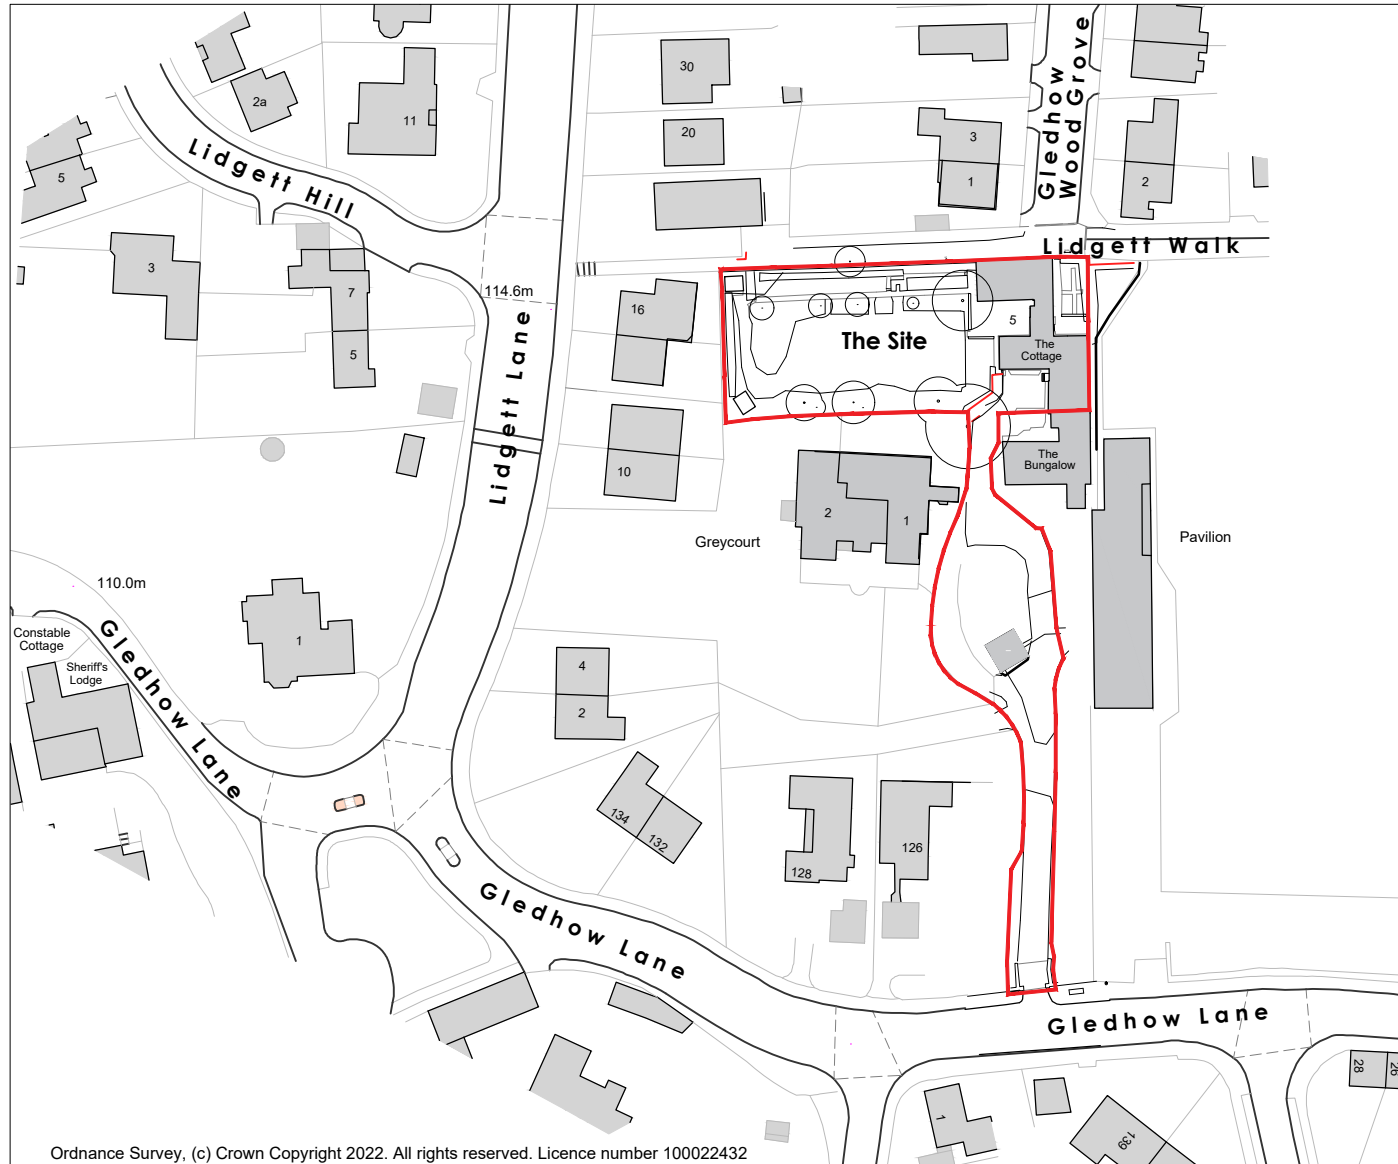 30
2a
11
20
3
1
2
Gledhow
Wood Grove
5
Lidgett Hill
Lidgett Walk
3
7
5
114.6m
16
The Site
5
The
Cottage
Lidgett Lane
10
The
Bungalow
2
1
Greycourt
Pavilion
110.0m
Constable
Cottage
Sheriff's
Lodge
1
Gledhow Lane
4
2
134
132
128
126
Gledhow Lane
Gledhow Lane
28
26
1
139
Ordnance Survey, (c) Crown Copyright 2022. All rights reserved. Licence number 100022432